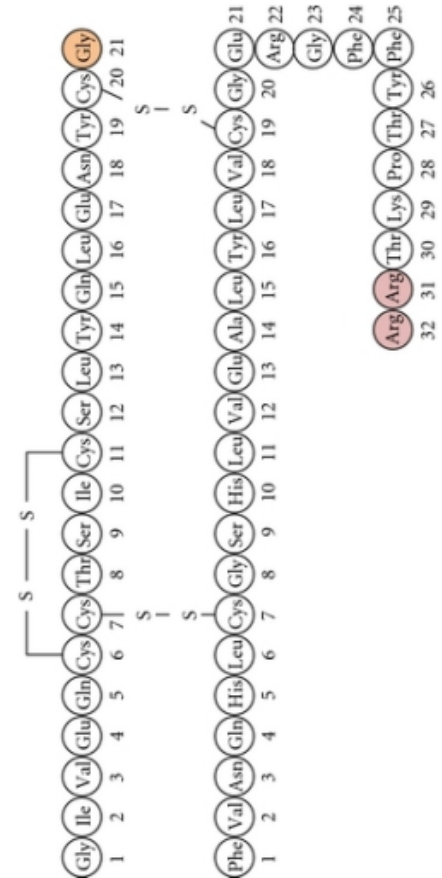 S S
Gly Ile Val Glu Gln Cys Cys Thr Ser Ile Cys Ser Leu Tyr Gln Leu Glu Asn Tyr Cys Gly
1 2 3 4 5 6 7 8 9 10 11 12 13 14 15 16 17 18 19 20 21
S S
S S
Phe Val Asn Gln His Leu Cys Gly Ser His Leu Val Glu Ala Leu Tyr Leu Val Cys Gly Glu 21
1 2 3 4 5 6 7 8 9 10 11 12 13 14 15 16 17 18 19 20 Arg 22
Gly 23
Phe 24
Arg Arg Thr Lys Pro Thr Tyr Phe 25
32 31 30 29 28 27 26